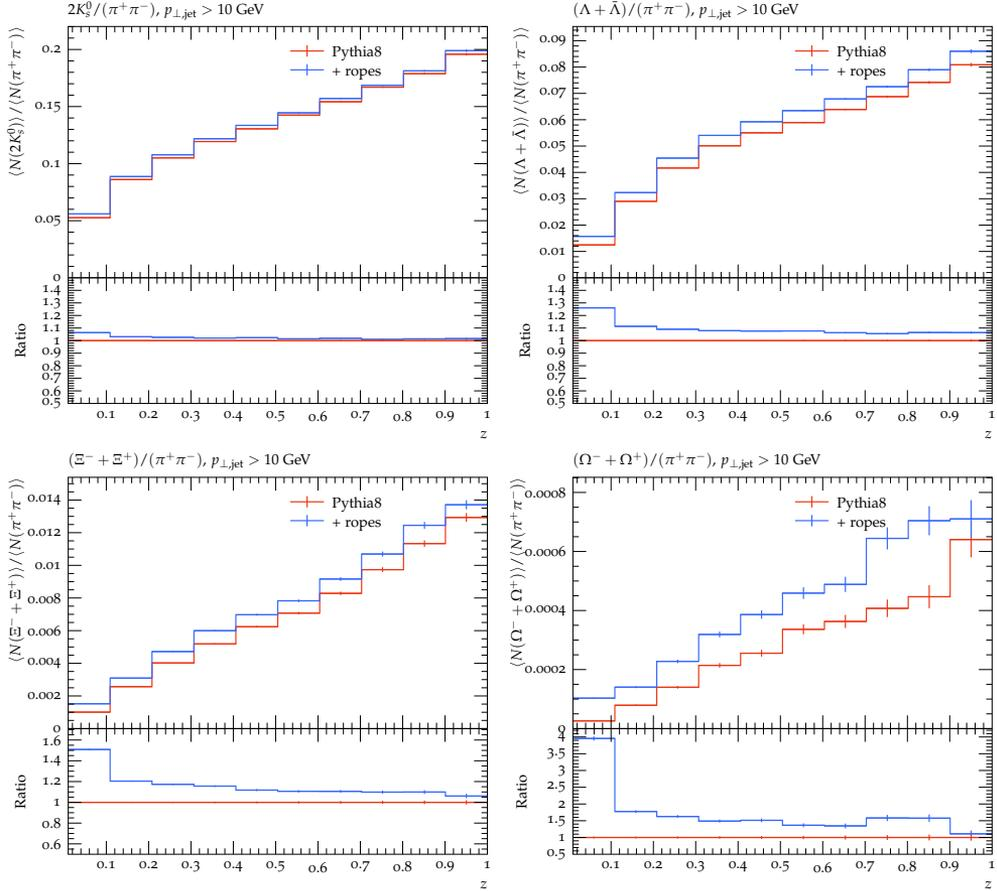 2K_s^0/(π⁺π⁻), p⊥,jet > 10 GeV
⟨N(2K_s^0)⟩/⟨N(π⁺π⁻)⟩
Pythia8
+ ropes
0.2
0.15
0.1
0.05
0
Ratio
1.4
1.3
1.2
1.1
1
0.9
0.8
0.7
0.6
0.5
0.1 0.2 0.3 0.4 0.5 0.6 0.7 0.8 0.9 1
z
(Λ + Λ̄)/(π⁺π⁻), p⊥,jet > 10 GeV
⟨N(Λ + Λ̄)⟩/⟨N(π⁺π⁻)⟩
Pythia8
+ ropes
0.09
0.08
0.07
0.06
0.05
0.04
0.03
0.02
0.01
0
Ratio
1.4
1.3
1.2
1.1
1
0.9
0.8
0.7
0.6
0.5
0.1 0.2 0.3 0.4 0.5 0.6 0.7 0.8 0.9 1
z
(Ξ⁻ + Ξ⁺)/(π⁺π⁻), p⊥,jet > 10 GeV
⟨N(Ξ⁻ + Ξ⁺)⟩/⟨N(π⁺π⁻)⟩
Pythia8
+ ropes
0.014
0.012
0.01
0.008
0.006
0.004
0.002
0
Ratio
1.6
1.4
1.2
1
0.8
0.6
0.1 0.2 0.3 0.4 0.5 0.6 0.7 0.8 0.9 1
z
(Ω⁻ + Ω⁺)/(π⁺π⁻), p⊥,jet > 10 GeV
⟨N(Ω⁻ + Ω⁺)⟩/⟨N(π⁺π⁻)⟩
Pythia8
+ ropes
0.0008
0.0006
0.0004
0.0002
0
Ratio
4
3.5
3
2.5
2
1.5
1
0.5
0.1 0.2 0.3 0.4 0.5 0.6 0.7 0.8 0.9 1
z